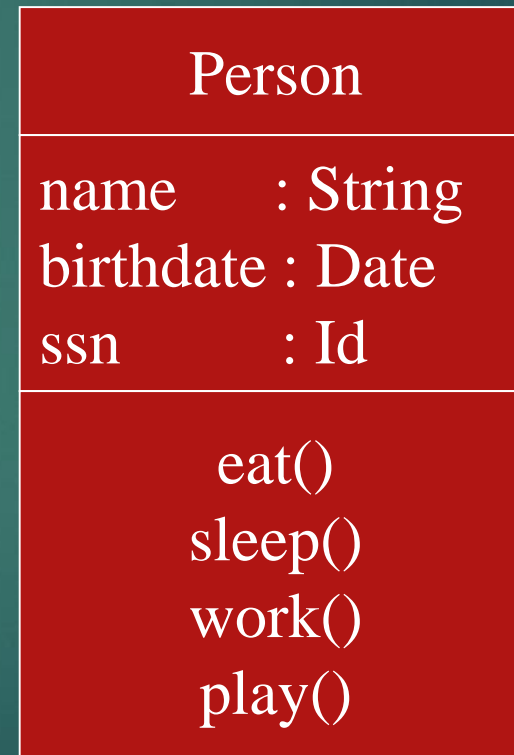 Person
name : String
birthdate : Date
ssn : Id
eat()
sleep()
work()
play()